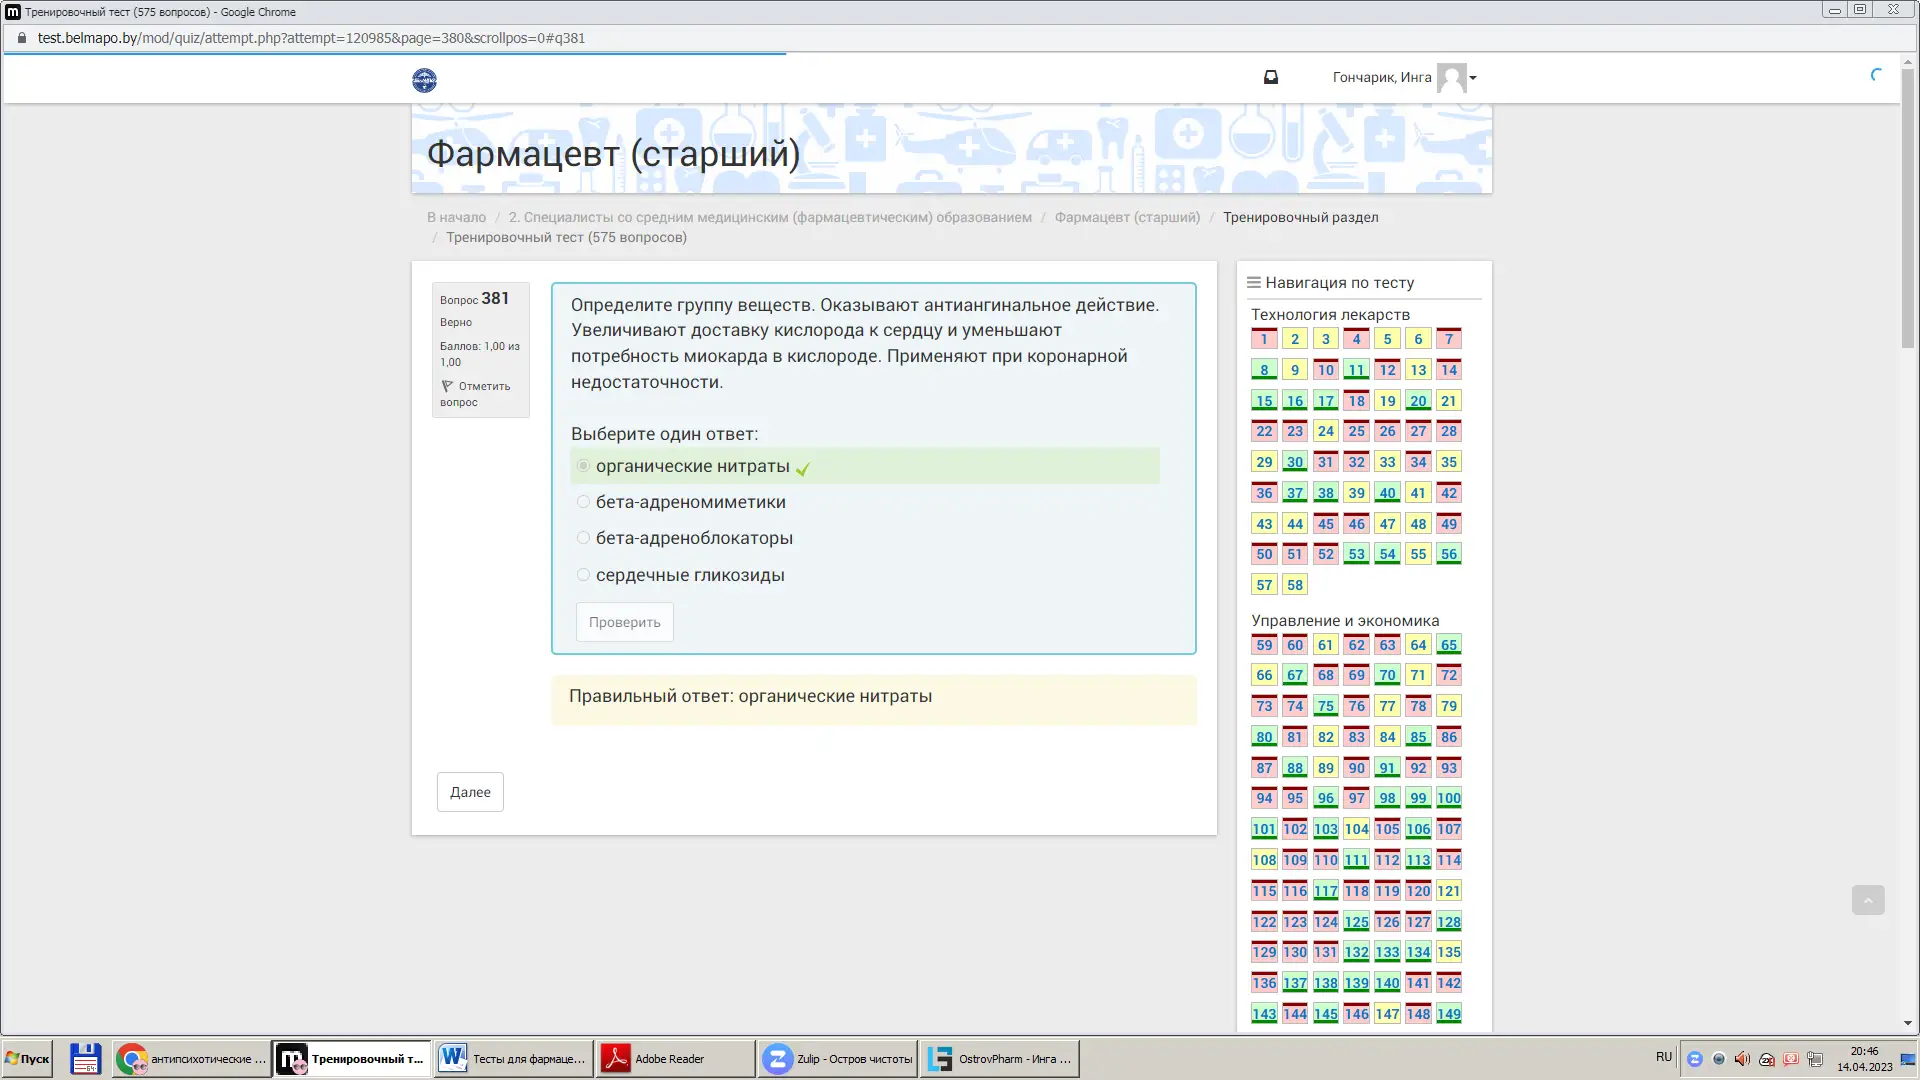 Тренировочный тест (575 вопросов) - Google Chrome
test.belmapo.by/mod/quiz/attempt.php?attempt=120985&page=380&scrollpos=0#q381
Гончарик, Инга
Фармацевт (старший)
В начало / 2. Специалисты со средним медицинским (фармацевтическим) образованием / Фармацевт (старший) / Тренировочный раздел
/ Тренировочный тест (575 вопросов)
Вопрос 381
Верно
Баллов: 1,00 из
1,00
Отметить
вопрос
Определите группу веществ. Оказывают антиангинальное действие.
Увеличивают доставку кислорода к сердцу и уменьшают
потребность миокарда в кислороде. Применяют при коронарной
недостаточности.
Выберите один ответ:
органические нитраты
бета-адреномиметики
бета-адреноблокаторы
сердечные гликозиды
Проверить
Правильный ответ: органические нитраты
Далее
Навигация по тесту
Технология лекарств
1 2 3 4 5 6 7
8 9 10 11 12 13 14
15 16 17 18 19 20 21
22 23 24 25 26 27 28
29 30 31 32 33 34 35
36 37 38 39 40 41 42
43 44 45 46 47 48 49
50 51 52 53 54 55 56
57 58
Управление и экономика
59 60 61 62 63 64 65
66 67 68 69 70 71 72
73 74 75 76 77 78 79
80 81 82 83 84 85 86
87 88 89 90 91 92 93
94 95 96 97 98 99 100
101 102 103 104 105 106 107
108 109 110 111 112 113 114
115 116 117 118 119 120 121
122 123 124 125 126 127 128
129 130 131 132 133 134 135
136 137 138 139 140 141 142
143 144 145 146 147 148 149
Пуск
антипсихотические ...
Тренировочный т...
Тесты для фармаце...
Adobe Reader
Zulip - Остров чистоты
OstrovPharm - Инга ...
RU
20:46
14.04.2023